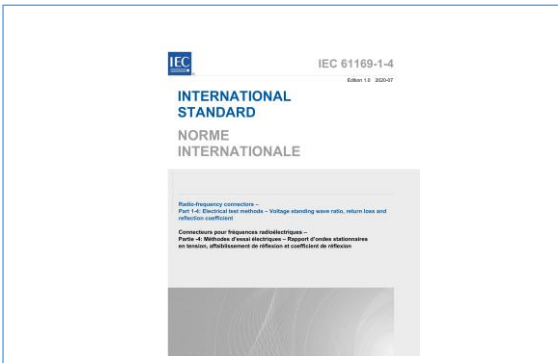 IEC
IEC 61169-1-4
Edition 1.0 2020-07
INTERNATIONAL
STANDARD
NORME
INTERNATIONALE
Radio-frequency connectors –
Part 1-4: Electrical test methods – Voltage standing wave ratio, return loss and
reflection coefficient
Connecteurs pour fréquences radioélectriques –
Partie -4: Méthodes d'essai électriques – Rapport d'ondes stationnaires
en tension, affaiblissement de réflexion et coefficient de réflexion